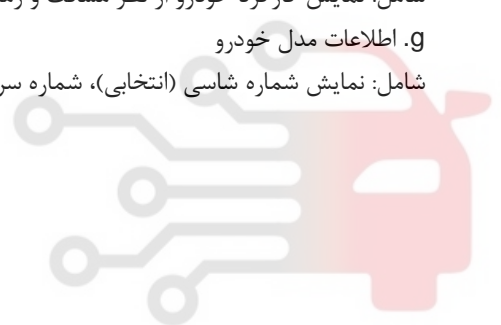 شامل: نمایش کارکرد خودرو از نظر مسافت و
g. اطلاعات مدل خودرو
شامل: نمایش شماره شاسی (انتخابی)، شماره